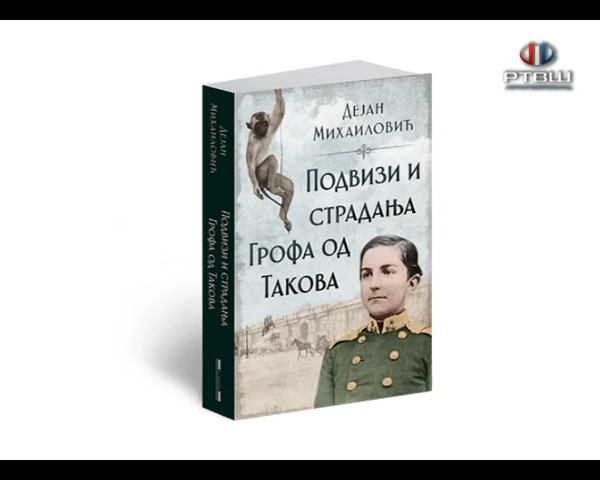 РТВШ
ДЕЈАН
МИХАИЛОВИЋ
ПОДВИЗИ И
СТРАДАЊА
ГРОФА ОД
ТАКОВА
ДЕЈАН
МИХАИЛОВИЋ
ПОДВИЗИ И СТРАДАЊА
ГРОФА ОД ТАКОВА